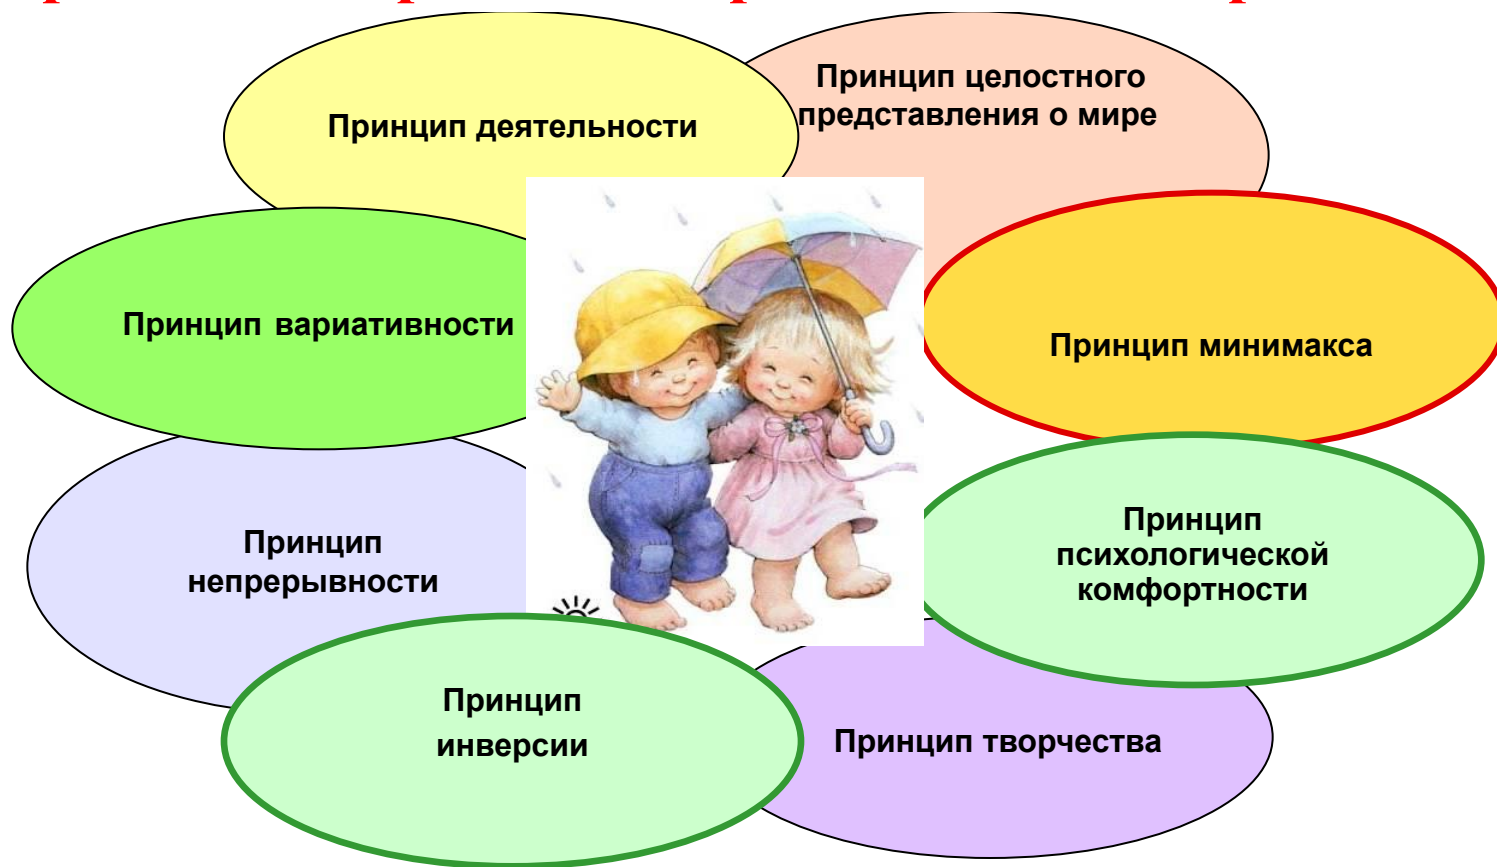 Принцип деятельности
Принцип целостного
представления о мире
Принцип вариативности
Принцип минимакса
Принцип
непрерывности
Принцип
психологической
комфортности
Принцип
инверсии
Принцип творчества